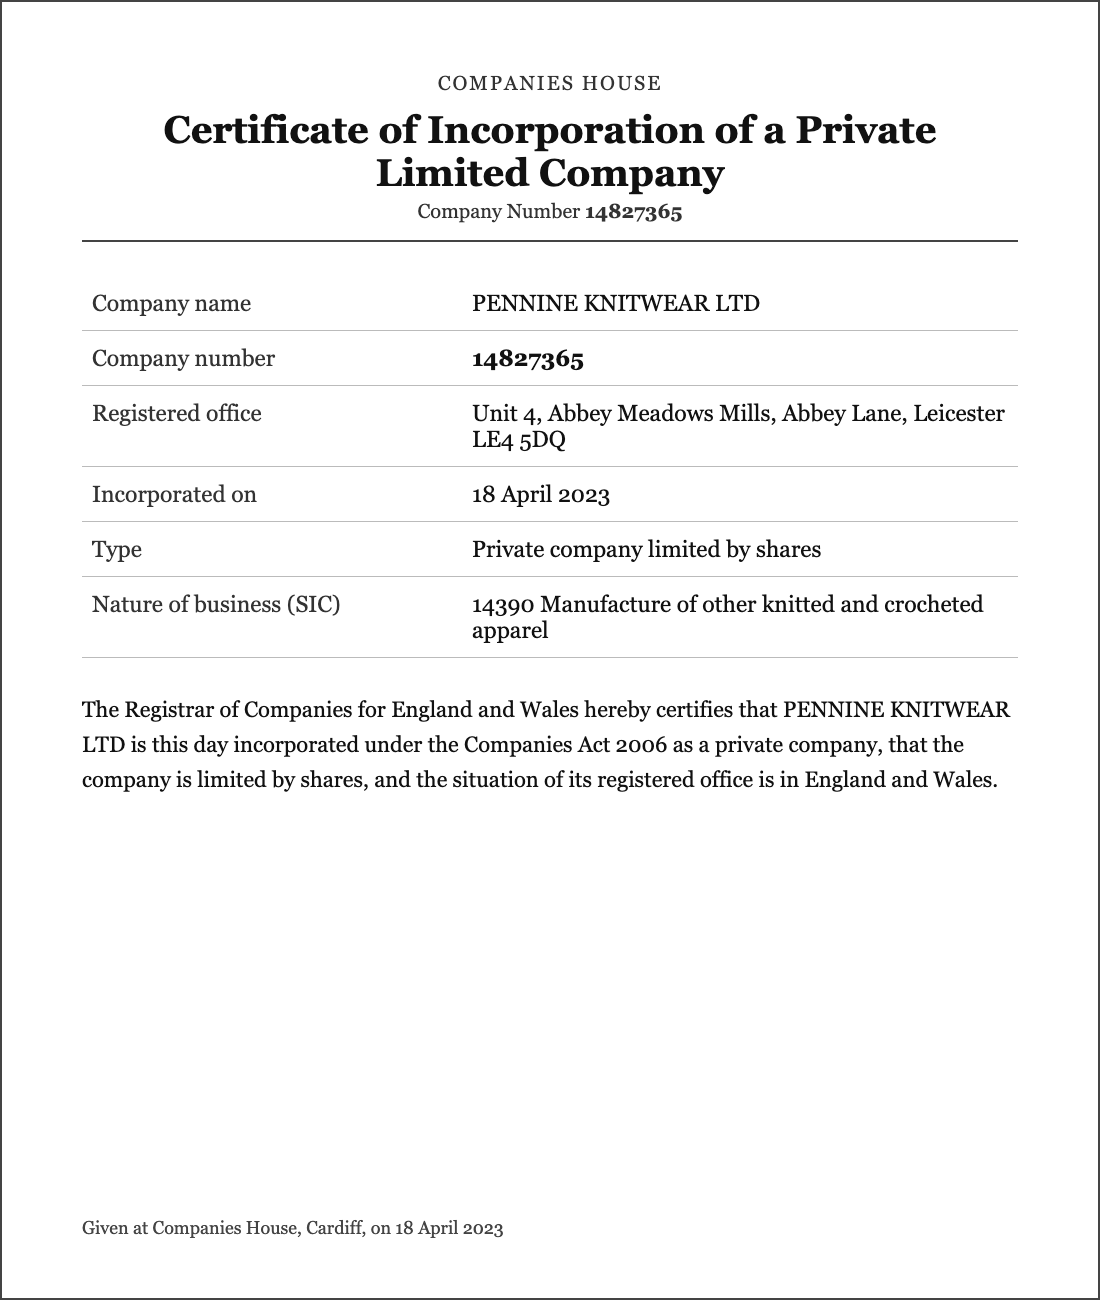 COMPANIES HOUSE
Certificate of Incorporation of a Private
Limited Company
Company Number 14827365
Company name PENNINE KNITWEAR LTD
Company number 14827365
Registered office Unit 4, Abbey Meadows Mills, Abbey Lane, Leicester
LE4 5DQ
Incorporated on 18 April 2023
Type Private company limited by shares
Nature of business (SIC) 14390 Manufacture of other knitted and crocheted
apparel
The Registrar of Companies for England and Wales hereby certifies that PENNINE KNITWEAR
LTD is this day incorporated under the Companies Act 2006 as a private company, that the
company is limited by shares, and the situation of its registered office is in England and Wales.
Given at Companies House, Cardiff, on 18 April 2023